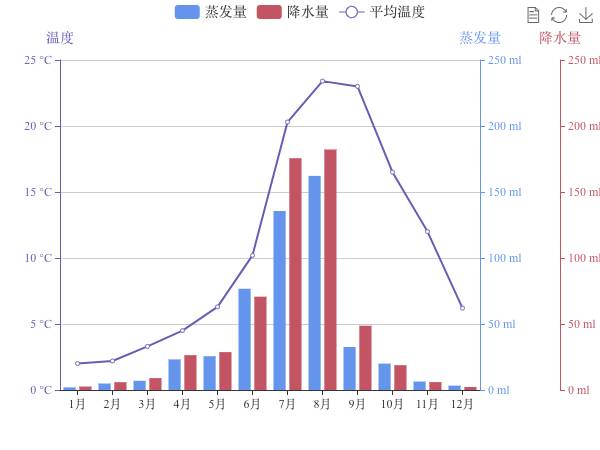 蒸发量 降水量 平均温度
温度 蒸发量 降水量
25 °C 250 ml 250 ml
20 °C 200 ml 200 ml
15 °C 150 ml 150 ml
10 °C 100 ml 100 ml
5 °C 50 ml 50 ml
0 °C 0 ml 0 ml
1月 2月 3月 4月 5月 6月 7月 8月 9月 10月 11月 12月